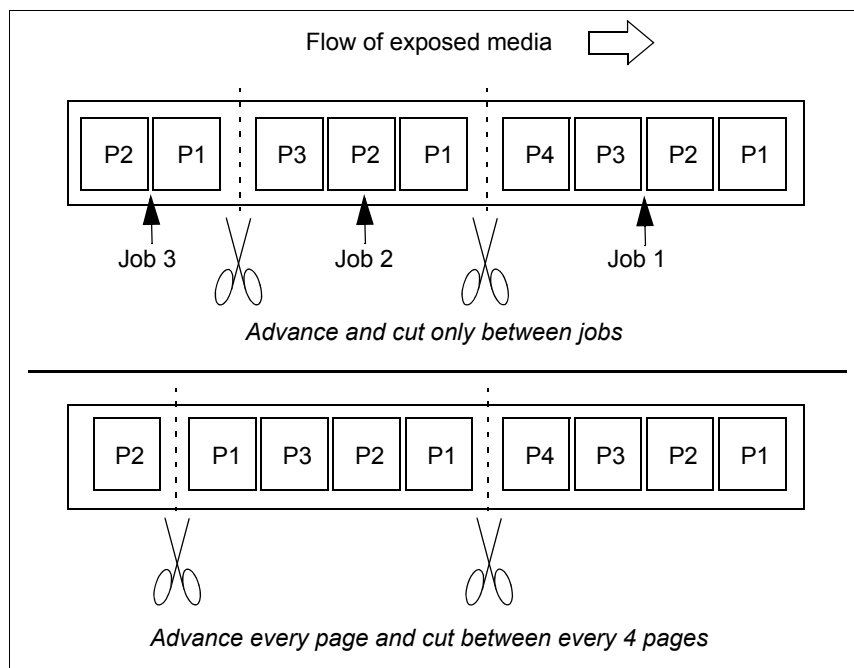 Flow of exposed media
P2 P1 P3 P2 P1 P4 P3 P2 P1
Job 3 Job 2 Job 1
Advance and cut only between jobs
P2 P1 P3 P2 P1 P4 P3 P2 P1
Advance every page and cut between every 4 pages